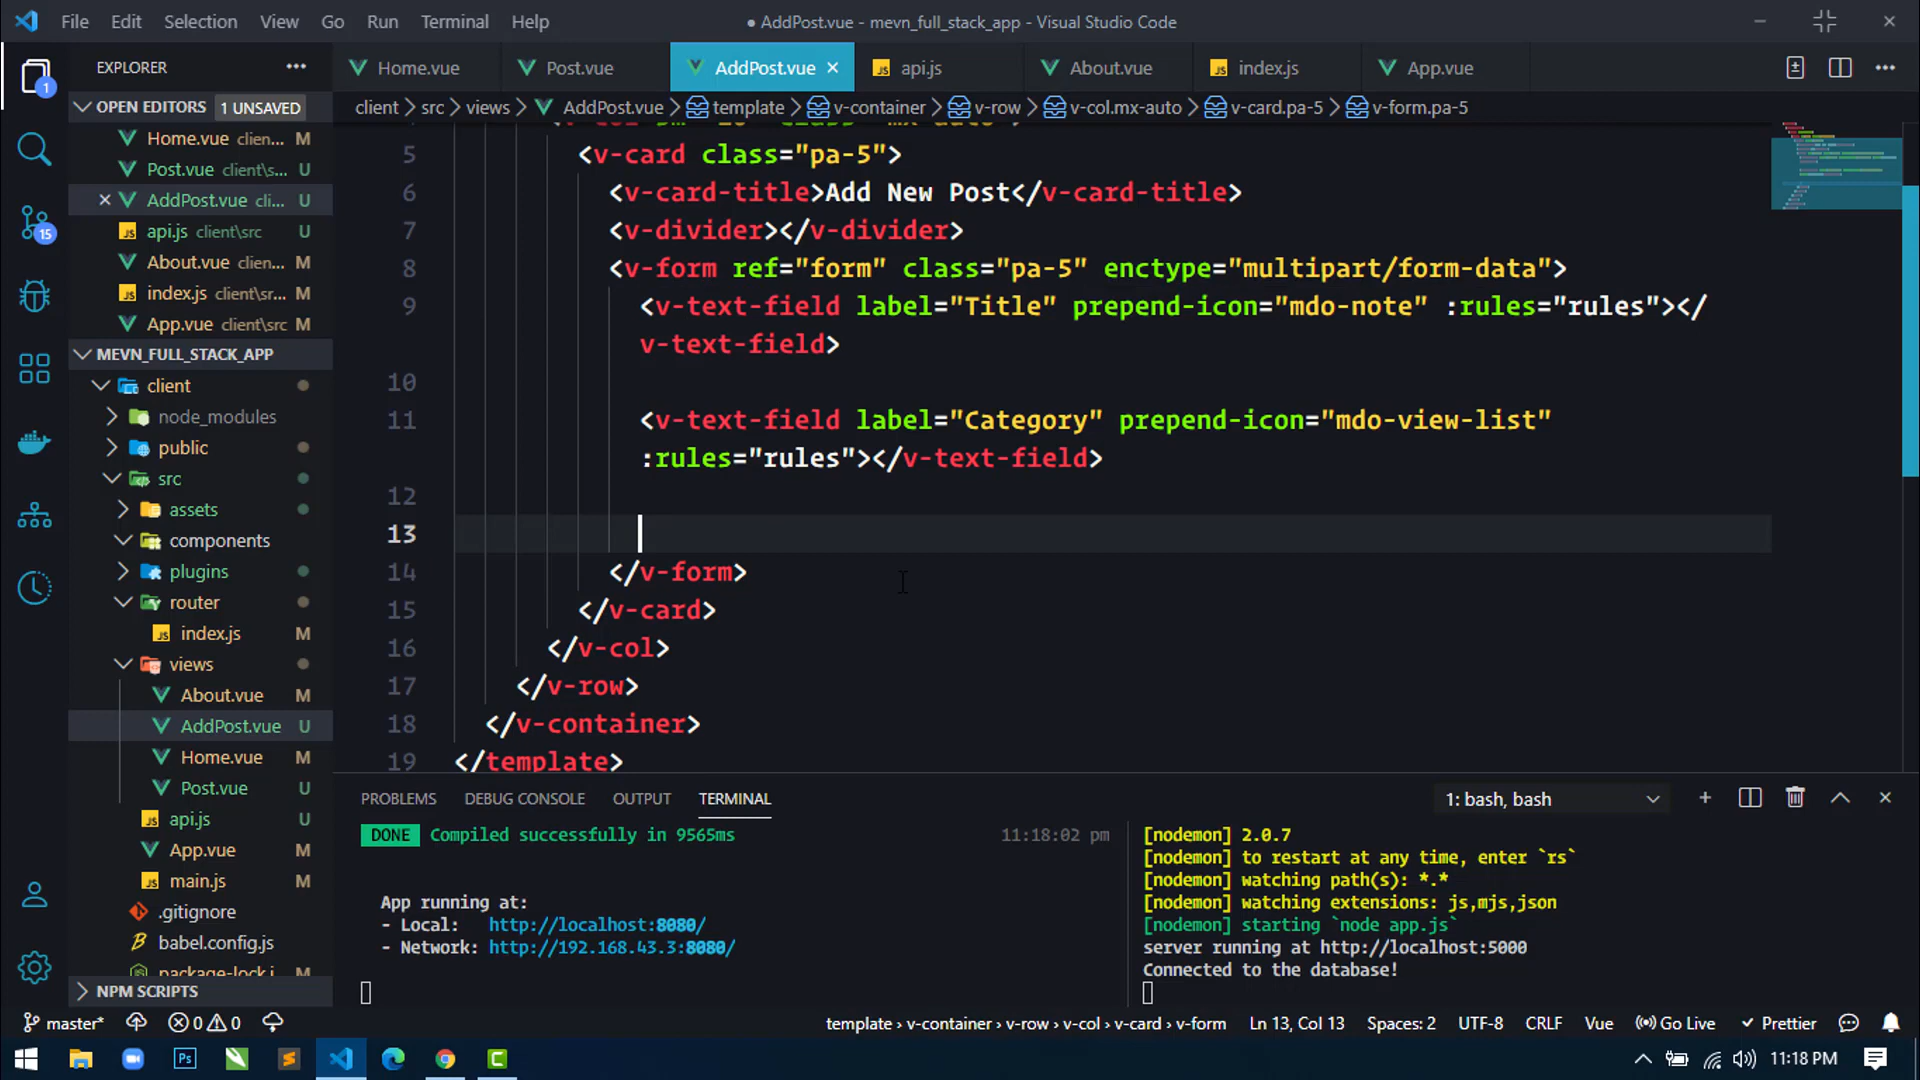 File Edit Selection View Go Run Terminal Help
● AddPost.vue - mevn_full_stack_app - Visual Studio Code
EXPLORER
Home.vue Post.vue AddPost.vue api.js About.vue index.js App.vue
OPEN EDITORS 1 UNSAVED
client > src > views > AddPost.vue > template > v-container > v-row > v-col.mx-auto > v-card.pa-5 > v-form.pa-5
Home.vue clien... M
Post.vue client\s... U
AddPost.vue cli... U
api.js client\src U
About.vue clien... M
index.js client\sr... M
App.vue client\src M
MEVN_FULL_STACK_APP
client
node_modules
public
src
assets
components
plugins
router
index.js M
views
About.vue M
AddPost.vue U
Home.vue M
Post.vue U
api.js U
App.vue M
main.js M
.gitignore
babel.config.js
NPM SCRIPTS
1
15
5 <v-card class="pa-5">
6 <v-card-title>Add New Post</v-card-title>
7 <v-divider></v-divider>
8 <v-form ref="form" class="pa-5" enctype="multipart/form-data">
9 <v-text-field label="Title" prepend-icon="mdo-note" :rules="rules"></
v-text-field>
10
11 <v-text-field label="Category" prepend-icon="mdo-view-list"
:rules="rules"></v-text-field>
12
13
14 </v-form>
15 </v-card>
16 </v-col>
17 </v-row>
18 </v-container>
19 </template>
PROBLEMS DEBUG CONSOLE OUTPUT TERMINAL
1: bash, bash
DONE Compiled successfully in 9565ms 11:18:02 pm
App running at:
- Local: http://localhost:8080/
- Network: http://192.168.43.3:8080/
[nodemon] 2.0.7
[nodemon] to restart at any time, enter `rs`
[nodemon] watching path(s): *.*
[nodemon] watching extensions: js,mjs,json
[nodemon] starting `node app.js`
server running at http://localhost:5000
Connected to the database!
master* 0 0
template › v-container › v-row › v-col › v-card › v-form Ln 13, Col 13 Spaces: 2 UTF-8 CRLF Vue Go Live Prettier
11:18 PM